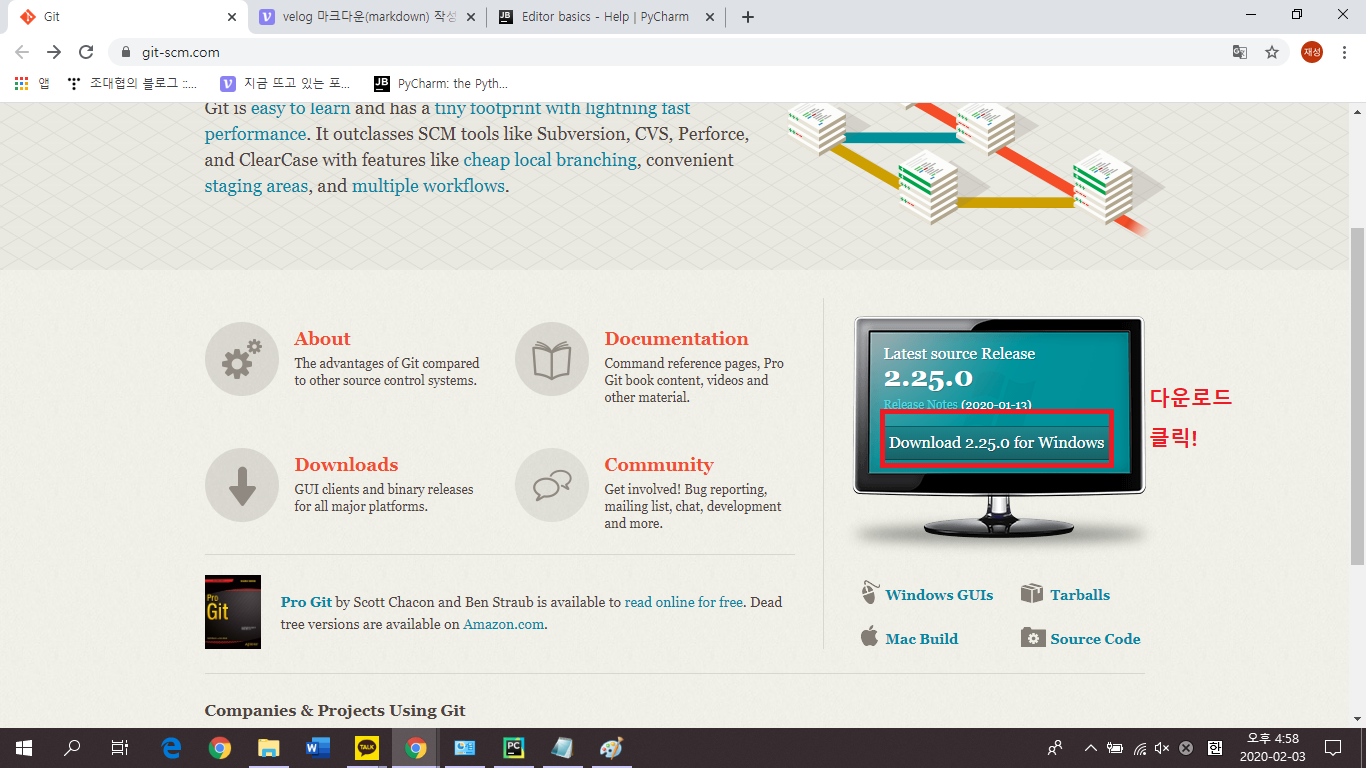 Git
velog 마크다운(markdown) 작성
Editor basics - Help | PyCharm
git-scm.com
재성
앱
조대협의 블로그 ::...
지금 뜨고 있는 포...
PyCharm: the Pyth...
Git is easy to learn and has a tiny footprint with lightning fast
performance. It outclasses SCM tools like Subversion, CVS, Perforce,
and ClearCase with features like cheap local branching, convenient
staging areas, and multiple workflows.
About
The advantages of Git compared
to other source control systems.
Documentation
Command reference pages, Pro
Git book content, videos and
other material.
Downloads
GUI clients and binary releases
for all major platforms.
Community
Get involved! Bug reporting,
mailing list, chat, development
and more.
Latest source Release
2.25.0
Release Notes (2020-01-13)
Download 2.25.0 for Windows
다운로드
클릭!
Pro
Git
Pro Git by Scott Chacon and Ben Straub is available to read online for free. Dead
tree versions are available on Amazon.com.
Windows GUIs
Tarballs
Mac Build
Source Code
Companies & Projects Using Git
TALK
PC
한
오후 4:58
2020-02-03